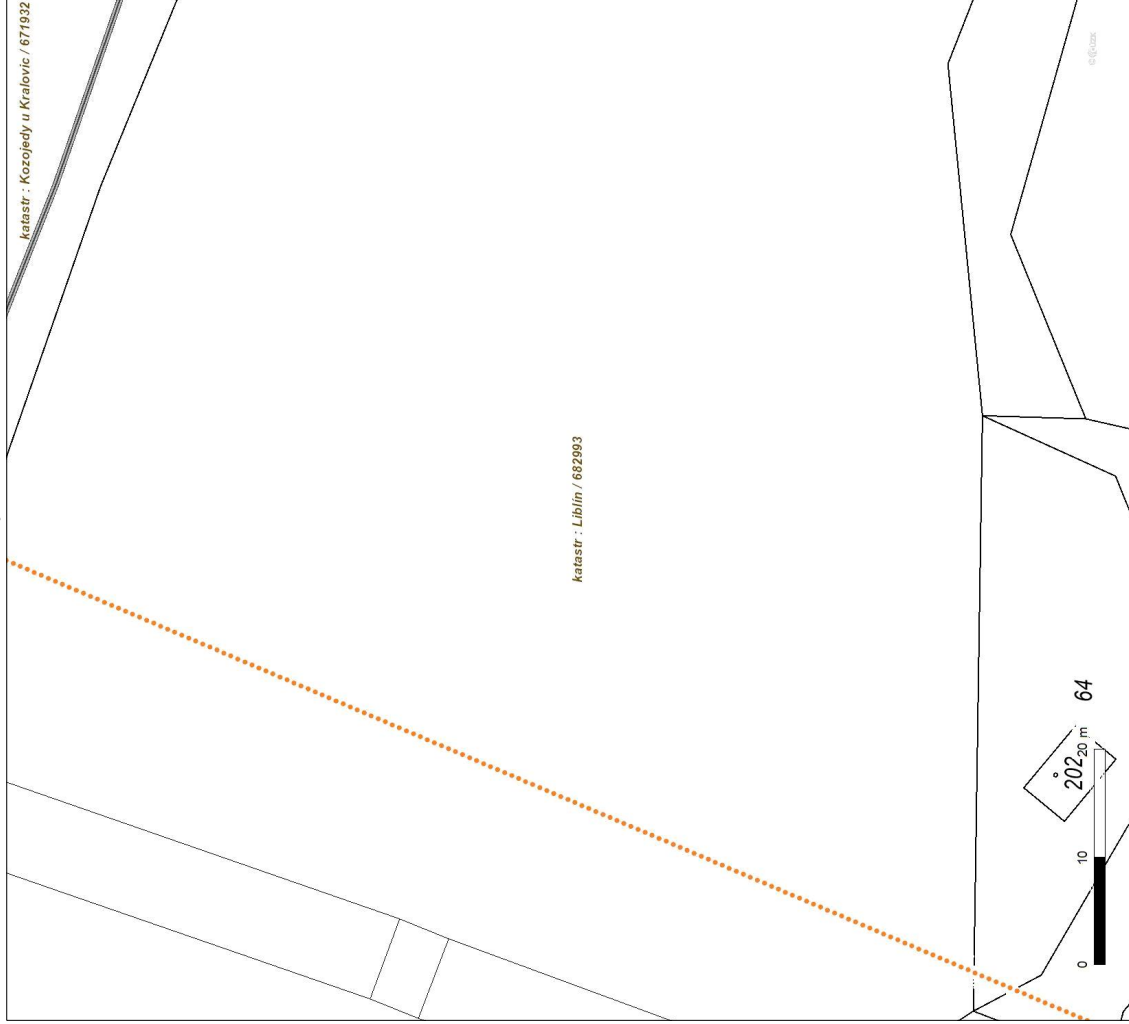 katastr : Kozojedy u Kralovic / 671932
katastr : Liblín / 682993
64
202
0 10 20 m